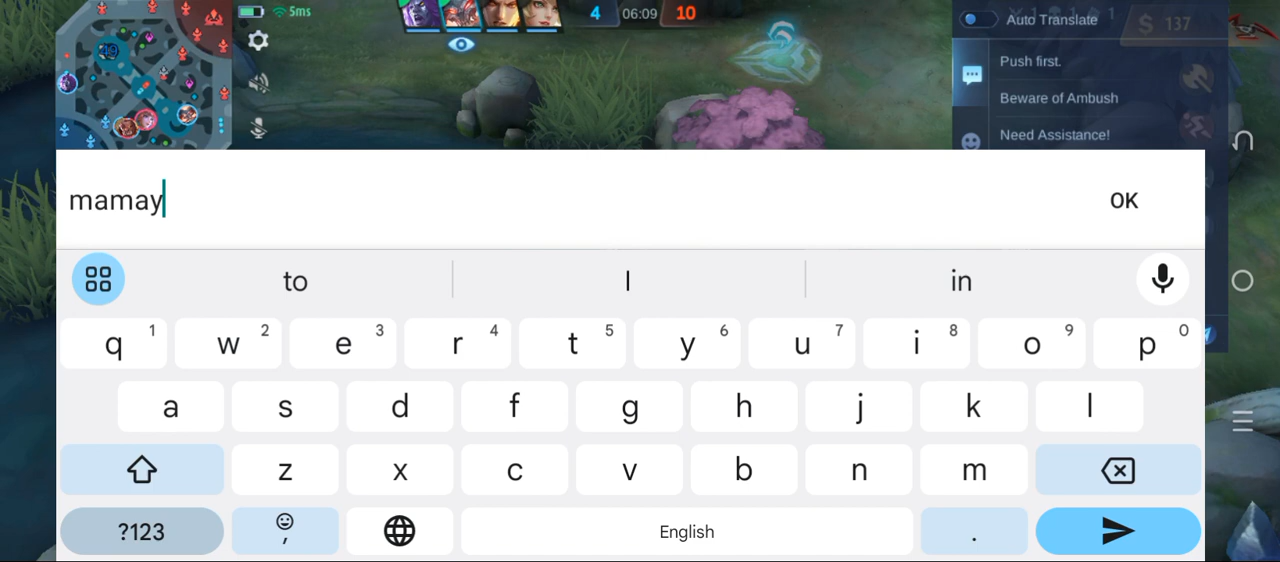 5ms
4 06:09 10
Auto Translate
$ 137
Push first.
Beware of Ambush
Need Assistance!
mamay
OK
to I in
q 1 w 2 e 3 r 4 t 5 y 6 u 7 i 8 o 9 p 0
a s d f g h j k l
z x c v b n m
?123 , English .